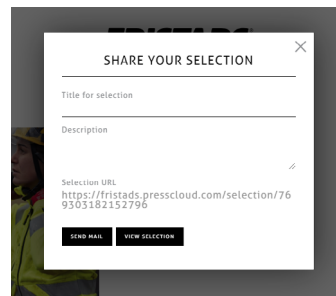 FRISTADS
SHARE YOUR SELECTION
Title for selection
Description
Selection URL
https://fristads.presscloud.com/selection/76
9303182152796
SEND MAIL
VIEW SELECTION